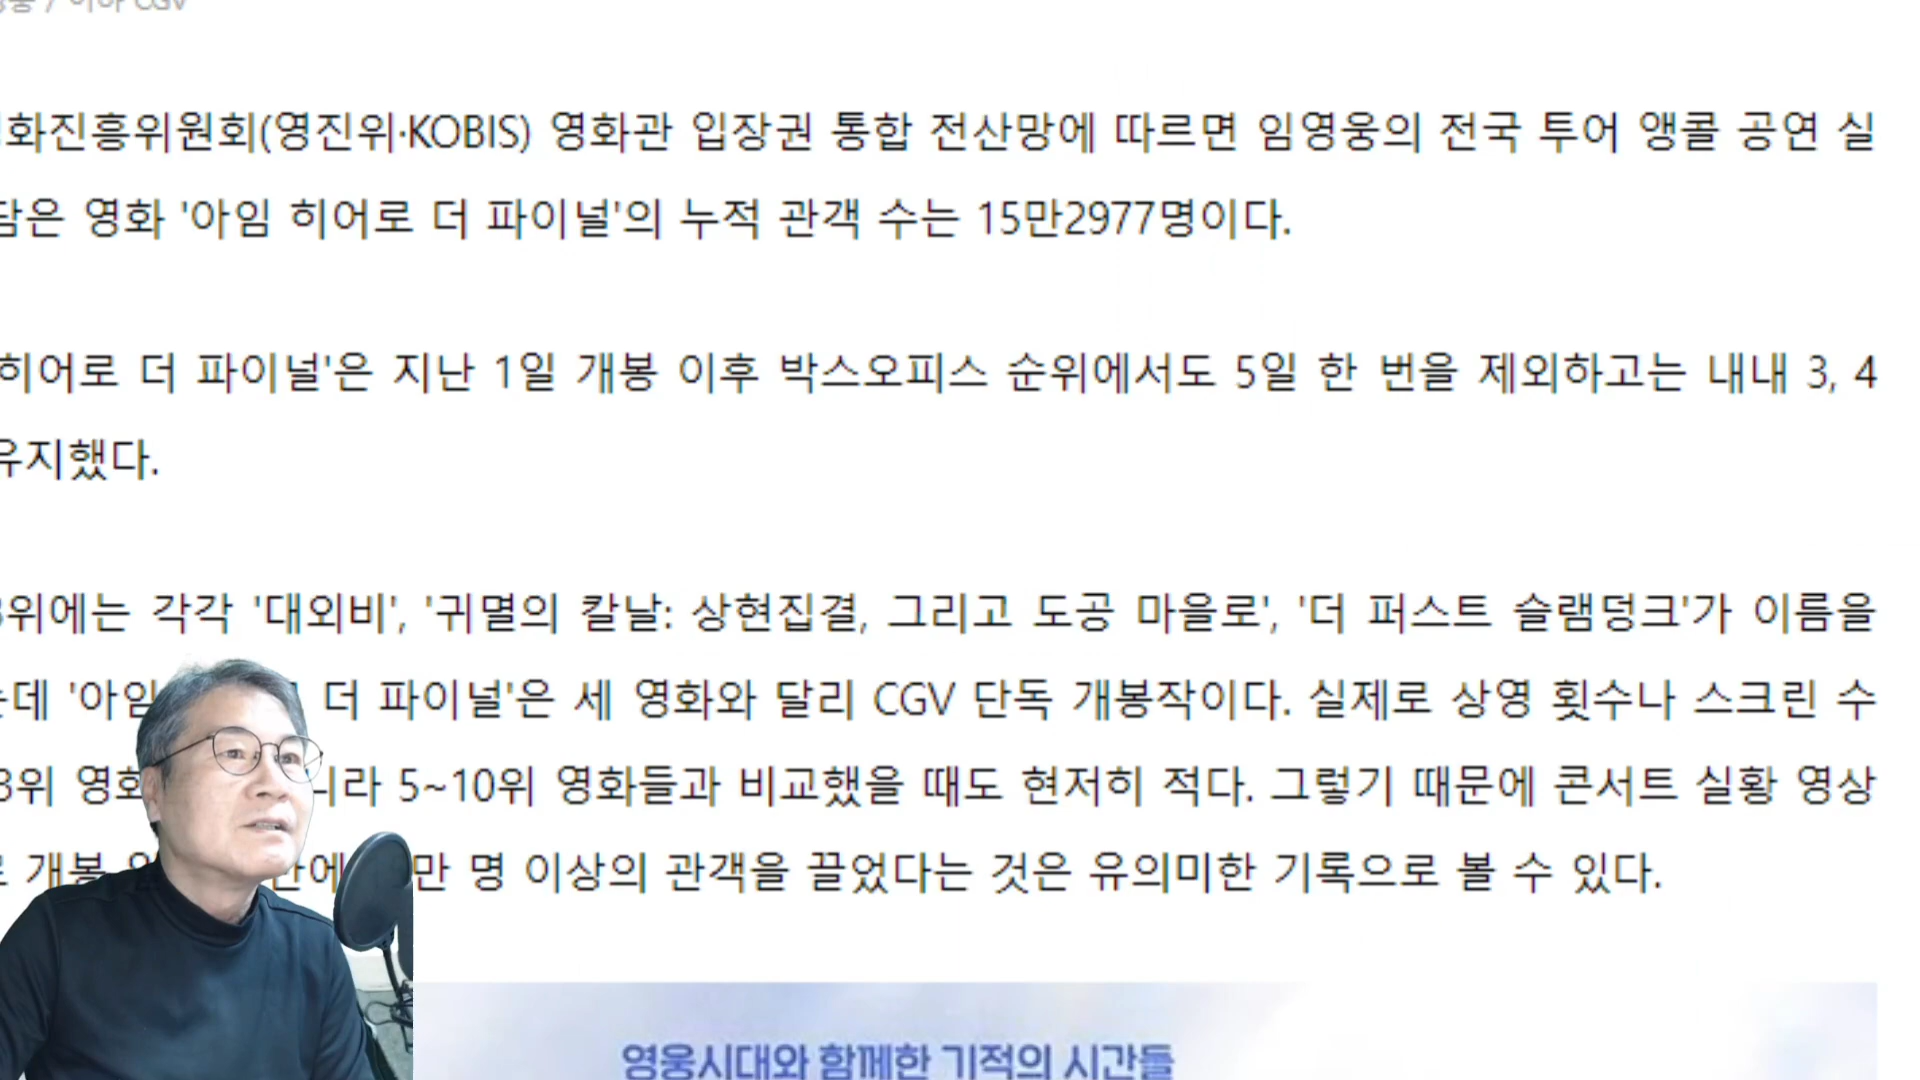 / 이하 CGV
화진흥위원회(영진위·KOBIS) 영화관 입장권 통합 전산망에 따르면 임영웅의 전국 투어 앵콜 공연 실
담은 영화 '아임 히어로 더 파이널'의 누적 관객 수는 15만2977명이다.
히어로 더 파이널'은 지난 1일 개봉 이후 박스오피스 순위에서도 5일 한 번을 제외하고는 내내 3, 4
유지했다.
3위에는 각각 '대외비', '귀멸의 칼날: 상현집결, 그리고 도공 마을로', '더 퍼스트 슬램덩크'가 이름을
데 '아임 더 파이널'은 세 영화와 달리 CGV 단독 개봉작이다. 실제로 상영 횟수나 스크린 수
3위 니라 5~10위 영화들과 비교했을 때도 현저히 적다. 그렇기 때문에 콘서트 실황 영상
개봉 만에 만 명 이상의 관객을 끌었다는 것은 유의미한 기록으로 볼 수 있다.
영웅시대와 함께한 기적의 시간들